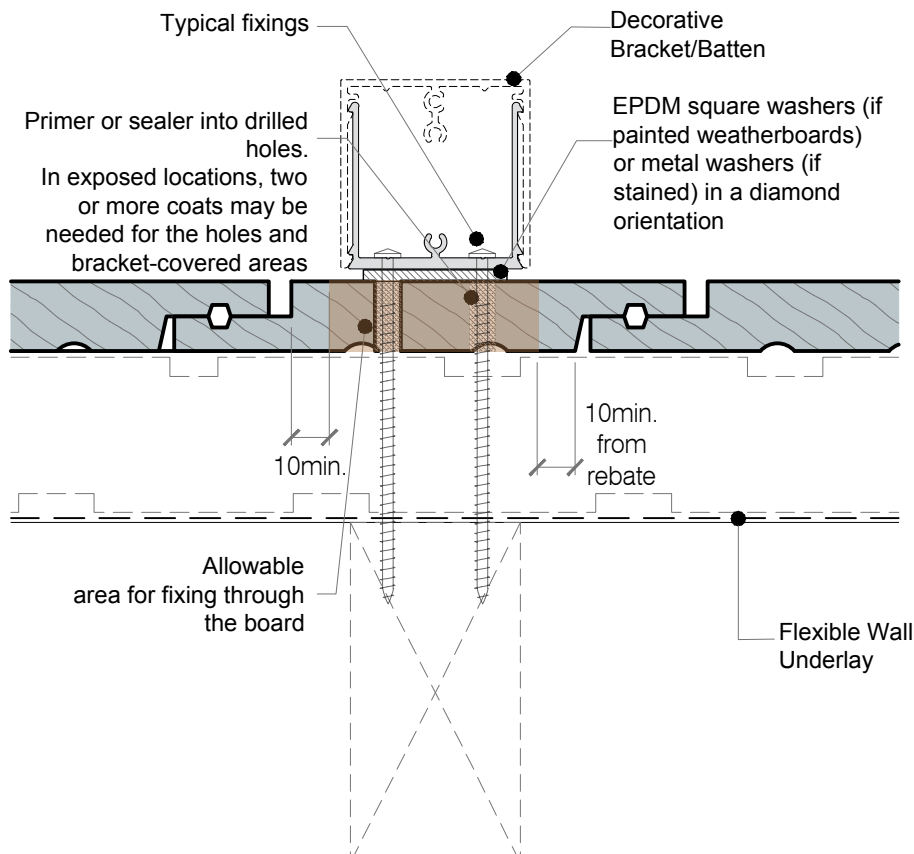 Typical fixings
Decorative
Bracket/Batten
Primer or sealer into drilled
holes.
In exposed locations, two
or more coats may be
needed for the holes and
bracket-covered areas
EPDM square washers (if
painted weatherboards)
or metal washers (if
stained) in a diamond
orientation
10min.
10min.
from
rebate
Allowable
area for fixing through
the board
Flexible Wall
Underlay